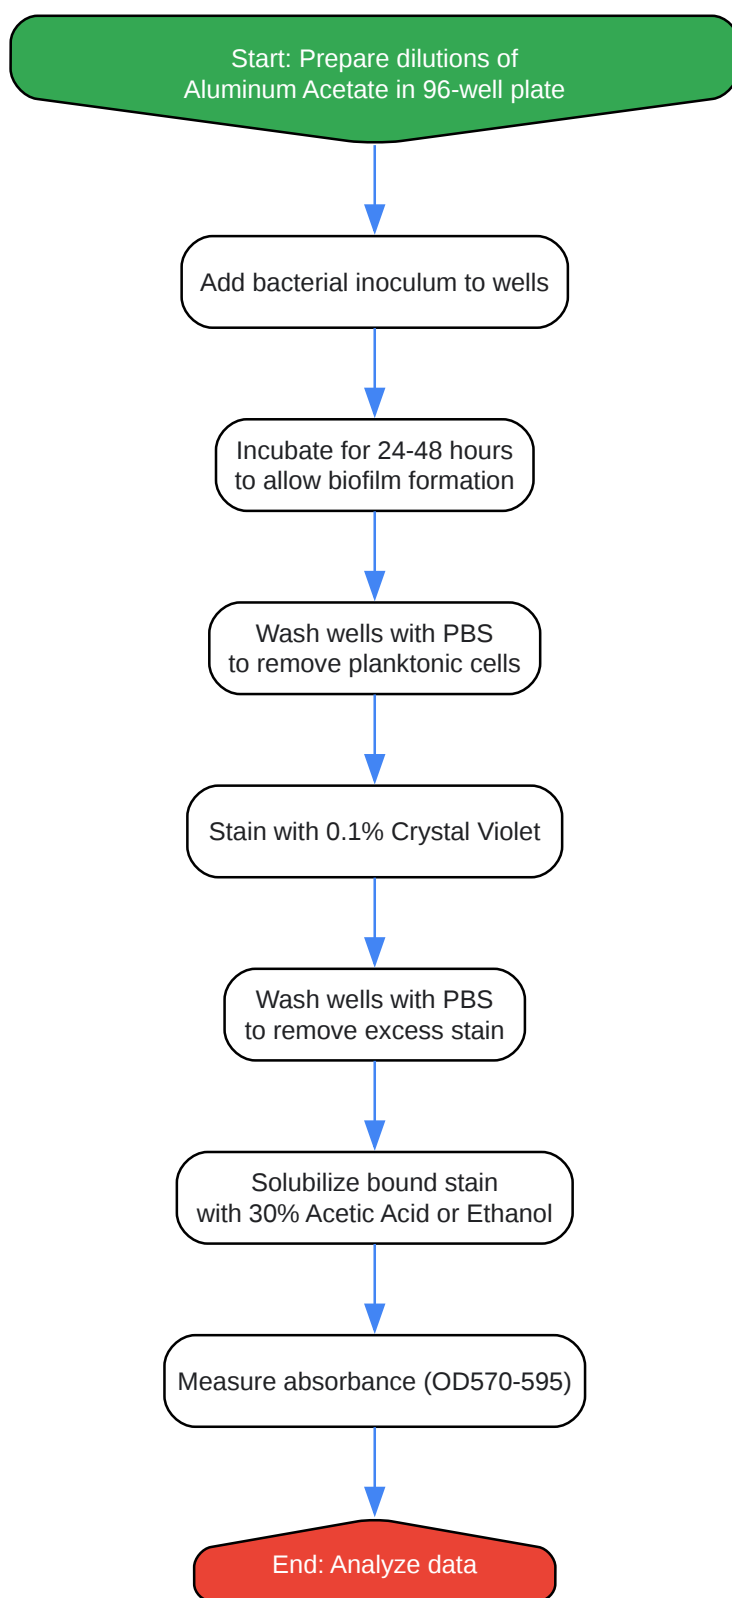 Start: Prepare dilutions of
Aluminum Acetate in 96-well plate
Add bacterial inoculum to wells
Incubate for 24-48 hours
to allow biofilm formation
Wash wells with PBS
to remove planktonic cells
Stain with 0.1% Crystal Violet
Wash wells with PBS
to remove excess stain
Solubilize bound stain
with 30% Acetic Acid or Ethanol
Measure absorbance (OD570-595)
End: Analyze data